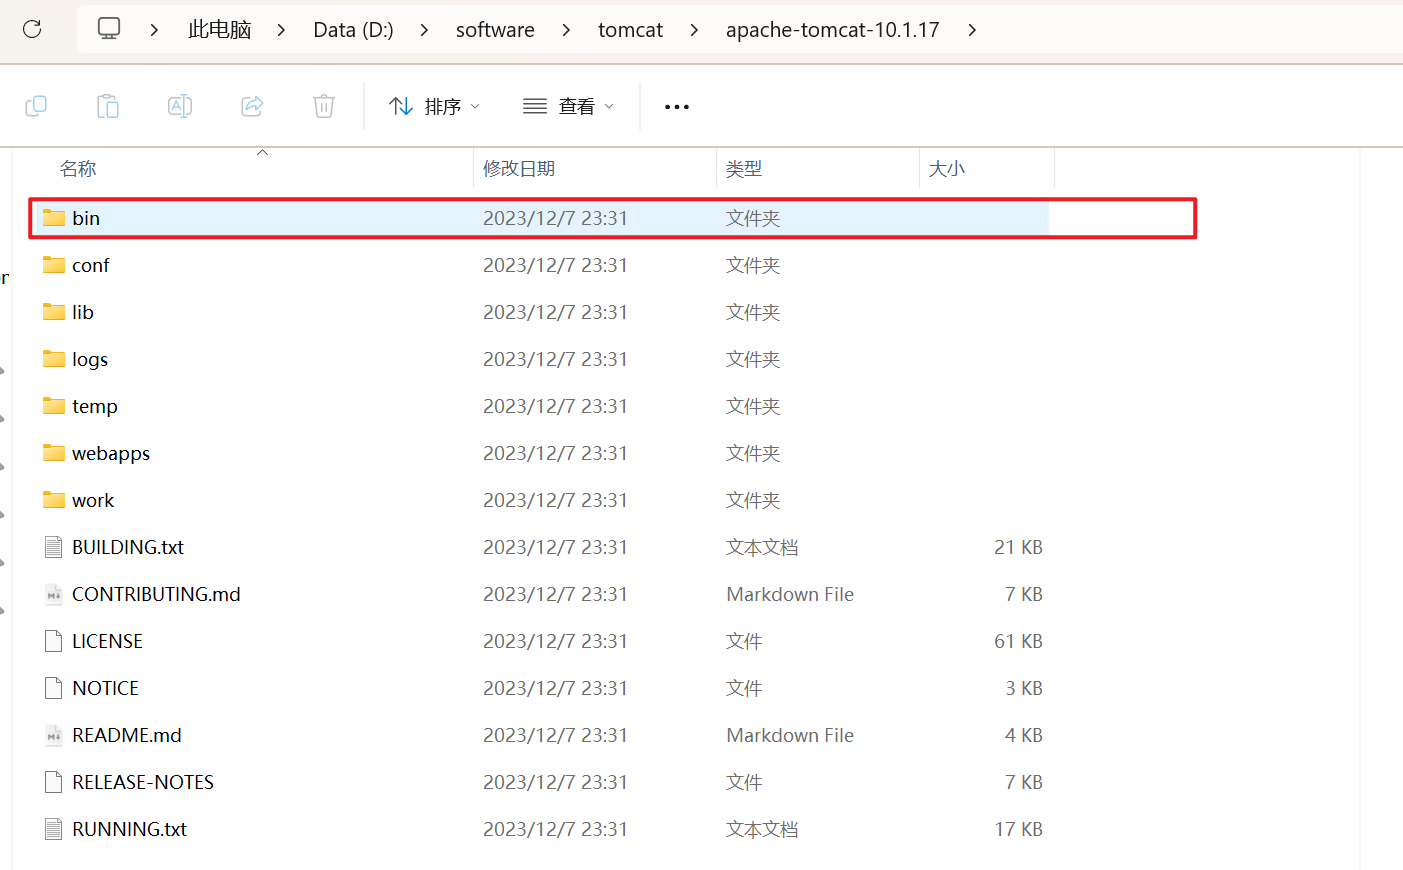 此电脑 Data (D:) software tomcat apache-tomcat-10.1.17
排序 查看
名称 修改日期 类型 大小
bin 2023/12/7 23:31 文件夹
conf 2023/12/7 23:31 文件夹
lib 2023/12/7 23:31 文件夹
logs 2023/12/7 23:31 文件夹
temp 2023/12/7 23:31 文件夹
webapps 2023/12/7 23:31 文件夹
work 2023/12/7 23:31 文件夹
BUILDING.txt 2023/12/7 23:31 文本文档 21 KB
CONTRIBUTING.md 2023/12/7 23:31 Markdown File 7 KB
LICENSE 2023/12/7 23:31 文件 61 KB
NOTICE 2023/12/7 23:31 文件 3 KB
README.md 2023/12/7 23:31 Markdown File 4 KB
RELEASE-NOTES 2023/12/7 23:31 文件 7 KB
RUNNING.txt 2023/12/7 23:31 文本文档 17 KB